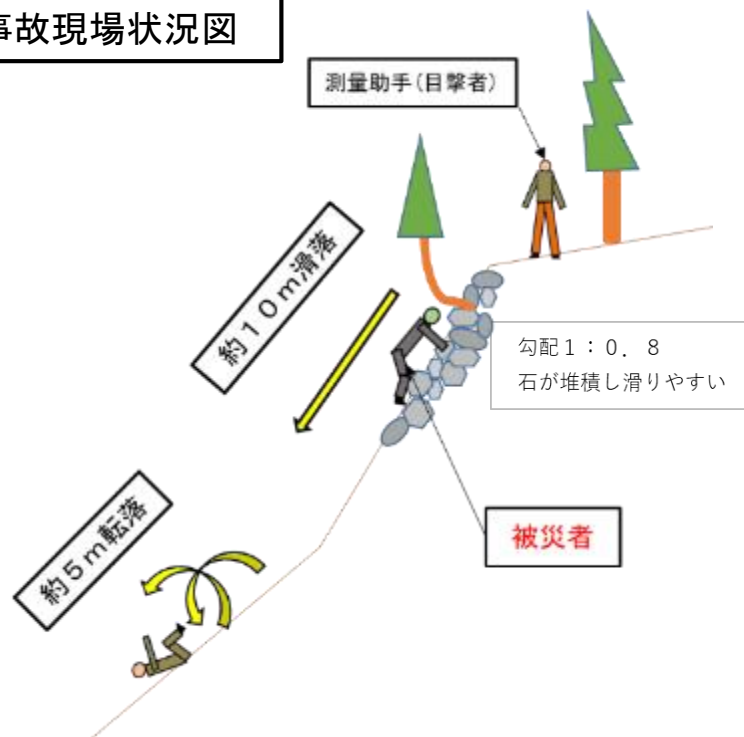 事故現場状況図
測量助手(目撃者)
約10m滑落
勾配1:0.8
石が堆積し滑りやすい
約5m転落
被災者